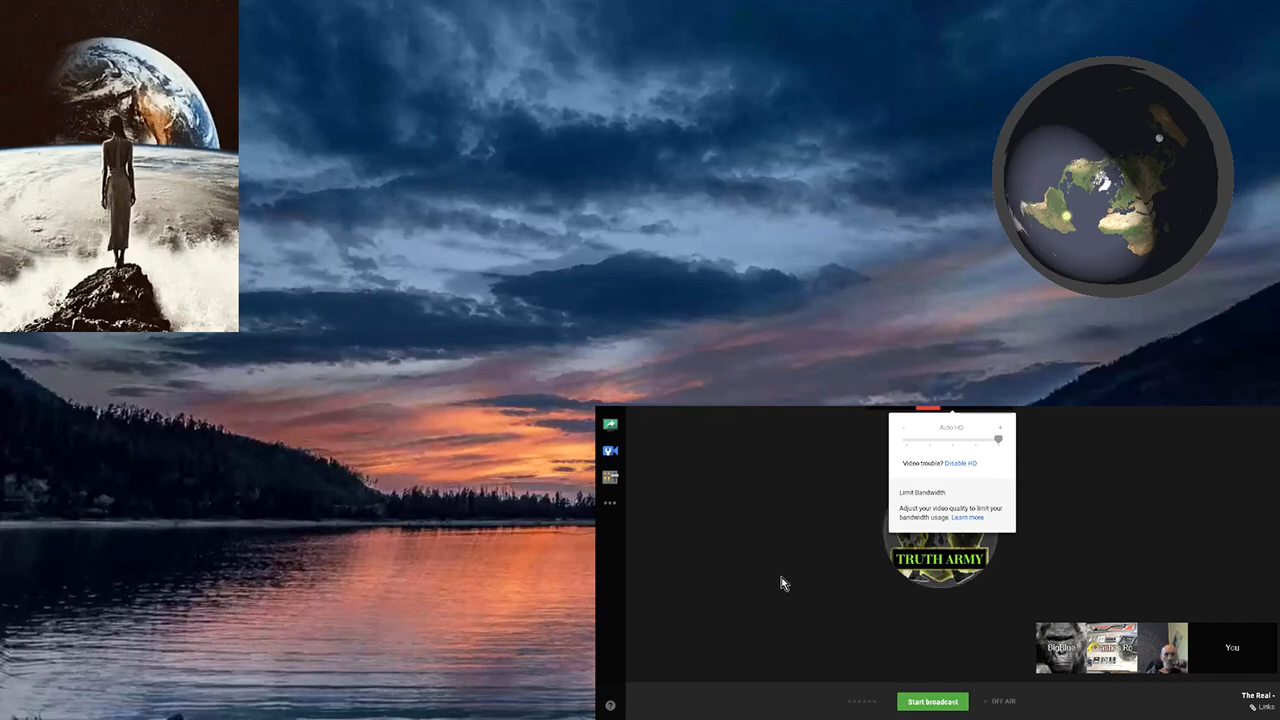 Auto HD
Video trouble? Disable HD
Limit Bandwidth
Adjust your video quality to limit your
bandwidth usage. Learn more
TRUTH ARMY
BigBlue
You
Start broadcast
OFF AIR
The Real -
Links